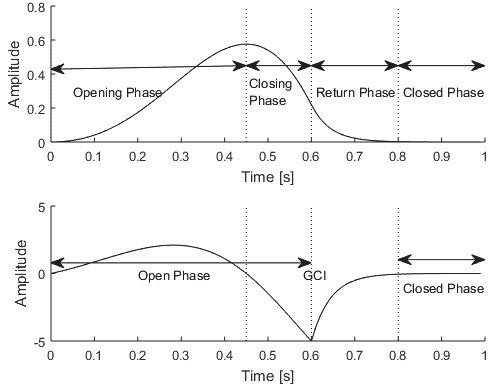 0.8
0.6
0.4
0.2
0
Amplitude
Opening Phase
Closing
Phase
Return Phase
Closed Phase
0 0.1 0.2 0.3 0.4 0.5 0.6 0.7 0.8 0.9 1
Time [s]
5
0
-5
Amplitude
Open Phase
GCI
Closed Phase
0 0.1 0.2 0.3 0.4 0.5 0.6 0.7 0.8 0.9 1
Time [s]